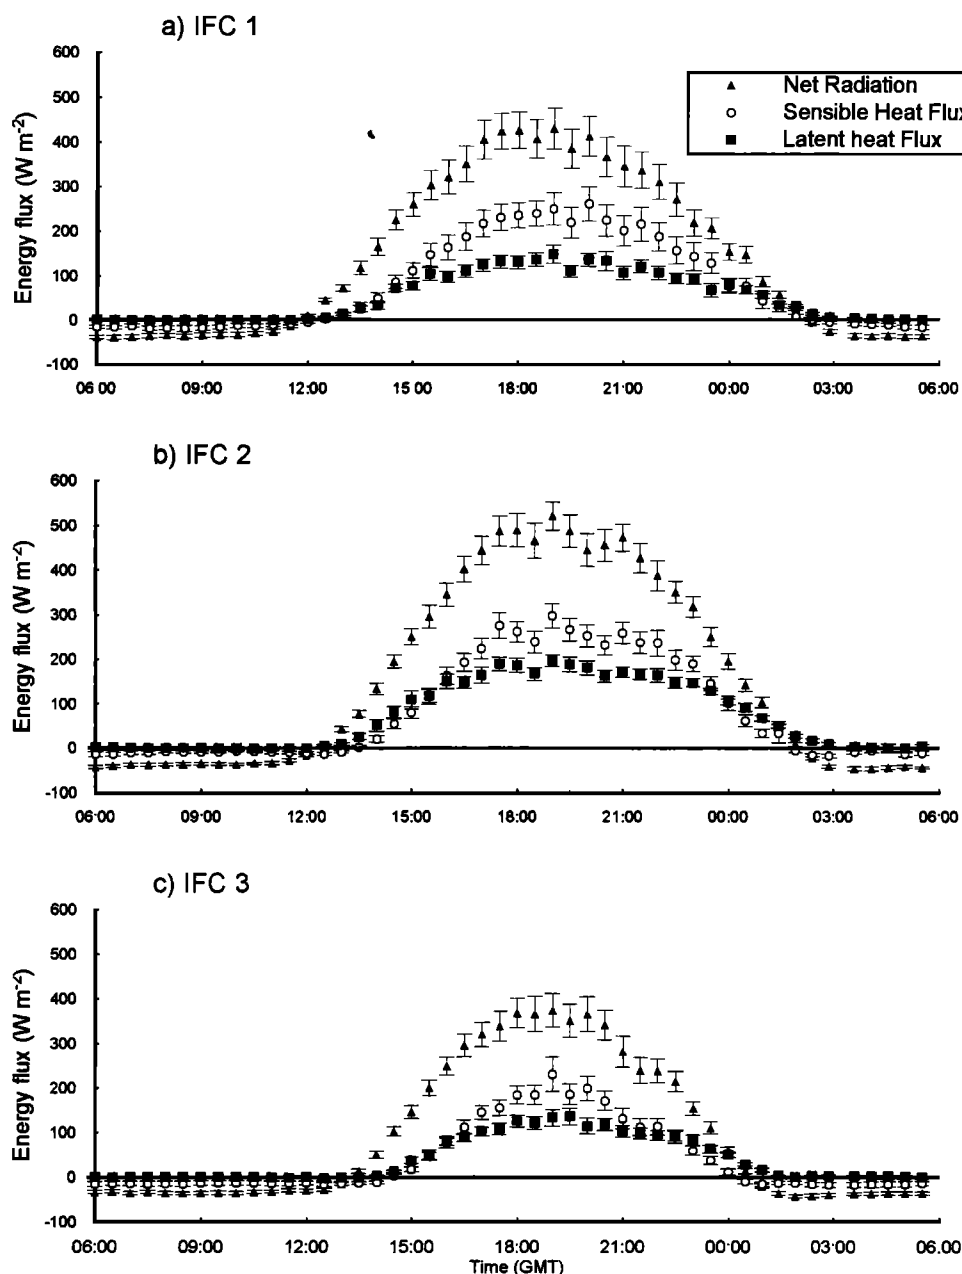 a) IFC 1
600
500
400
300
200
100
0
-100
Energy flux (W m-2)
Net Radiation
Sensible Heat Flux
Latent heat Flux
06 00 09:00 12:00 15 00 18:00 21:00 00:00 03:00 06:00
b) IFC 2
600
500
400
300
200
100
0
-100
Energy flux (W m-2)
06:00 09:00 12:00 15:00 18:00 21:00 00:00 03:00 06:00
c) IFC 3
600
500
400
300
200
100
0
-100
Energy flux (W m-2)
06:00 09:00 12:00 15:00 18:00 21:00 00:00 03:00 06:00
Time (GMT)